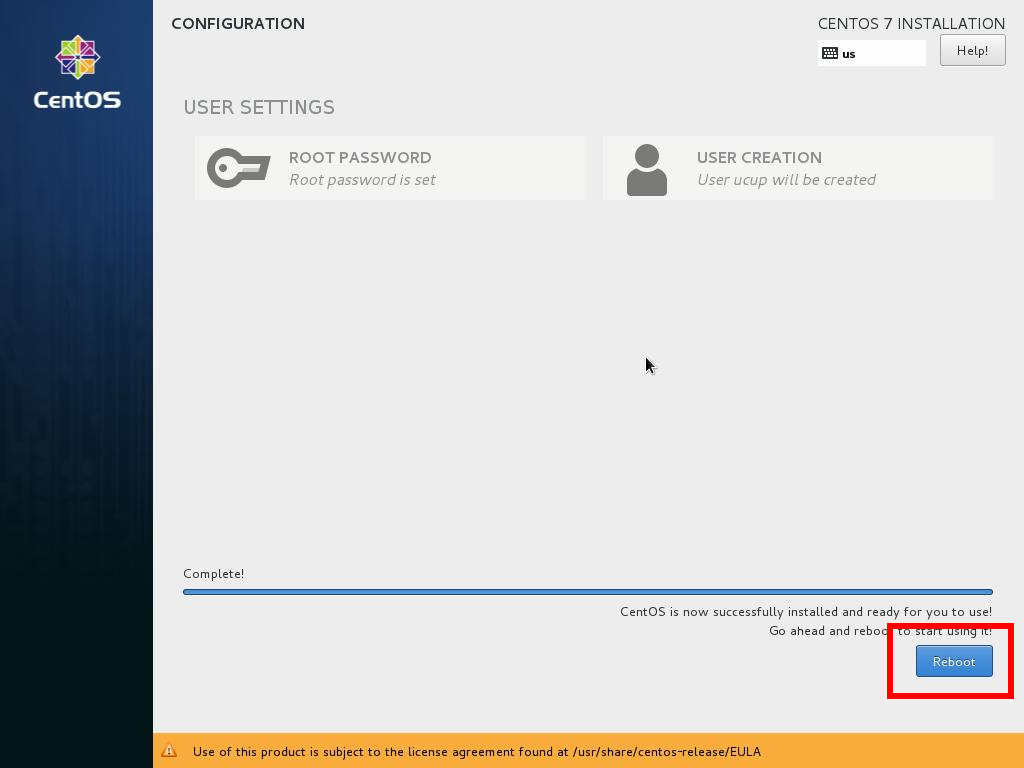 CentOS
CONFIGURATION
CENTOS 7 INSTALLATION
us
Help!
USER SETTINGS
ROOT PASSWORD
Root password is set
USER CREATION
User ucup will be created
Complete!
CentOS is now successfully installed and ready for you to use!
Go ahead and reboot to start using it!
Reboot
Use of this product is subject to the license agreement found at /usr/share/centos-release/EULA